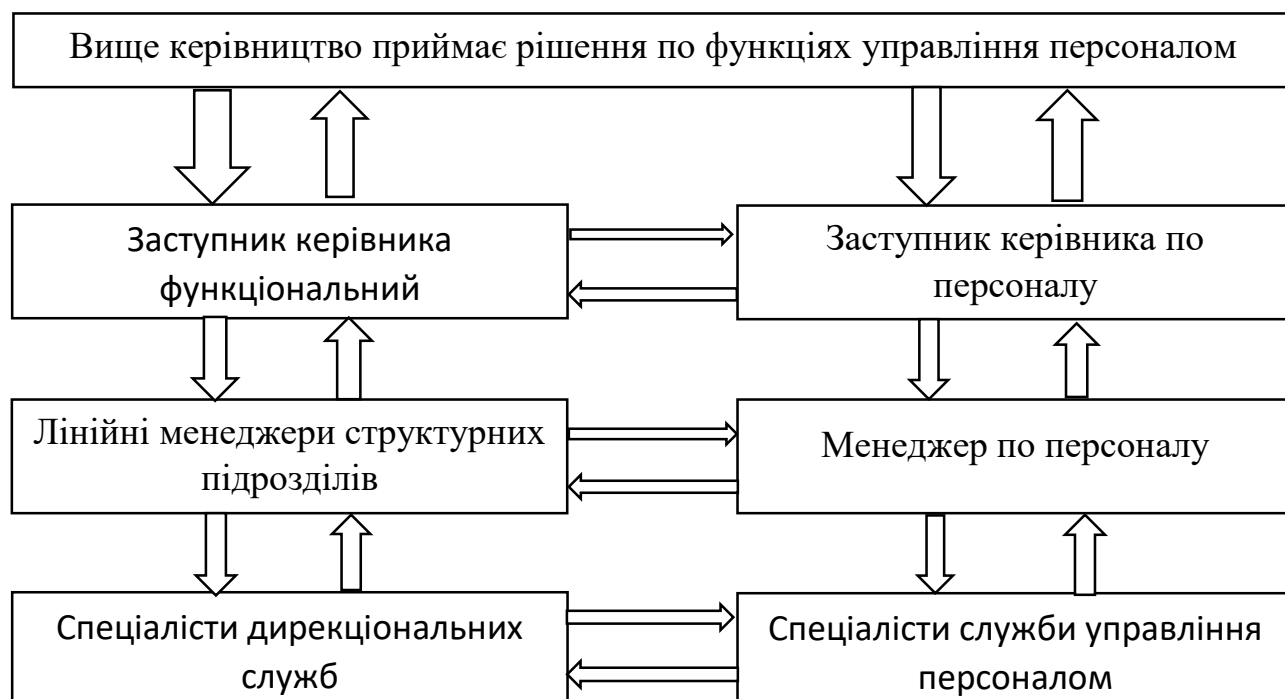 Вище керівництво приймає рішення по функціях управління персоналом
Заступник керівника
функціональний
Заступник керівника по
персоналу
Лінійні менеджери структурних
підрозділів
Менеджер по персоналу
Спеціалісти дирекціональних
служб
Спеціалісти служби управління
персоналом